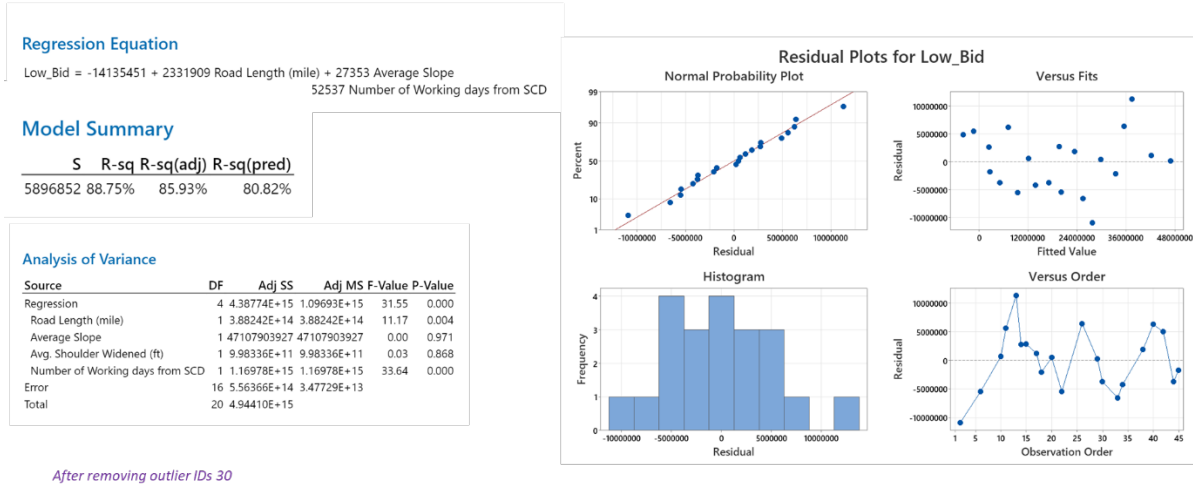 Regression Equation
Low_Bid = -14135451 + 2331909 Road Length (mile) + 27353 Average Slope
52537 Number of Working days from SCD
Model Summary
S R-sq R-sq(adj) R-sq(pred)
5896852 88.75% 85.93% 80.82%
Analysis of Variance
Source DF Adj SS Adj MS F-Value P-Value
Regression 4 4.38774E+15 1.09693E+15 31.55 0.000
Road Length (mile) 1 3.88242E+14 3.88242E+14 11.17 0.004
Average Slope 1 47107903927 47107903927 0.00 0.971
Avg. Shoulder Widened (ft) 1 9.98336E+11 9.98336E+11 0.03 0.868
Number of Working days from SCD 1 1.16978E+15 1.16978E+15 33.64 0.000
Error 16 5.56366E+14 3.47729E+13
Total 20 4.94410E+15
After removing outlier IDs 30
Residual Plots for Low_Bid
Normal Probability Plot
99
90
50
10
1
Percent
-10000000 -5000000 0 5000000 10000000
Residual
Versus Fits
10000000
5000000
0
-5000000
-10000000
Residual
0 12000000 24000000 36000000 48000000
Fitted Value
Histogram
4
3
2
1
0
Frequency
-10000000 -5000000 0 5000000 10000000
Residual
Versus Order
10000000
5000000
0
-5000000
-10000000
Residual
1 5 10 15 20 25 30 35 40 45
Observation Order